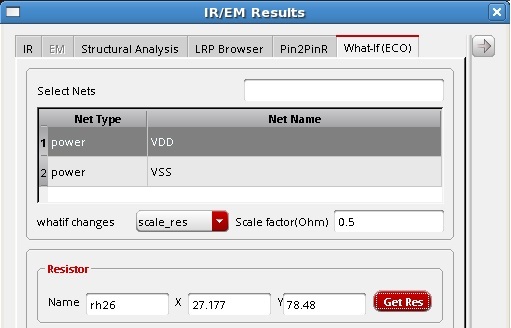 IR/EM Results
IR EM Structural Analysis LRP Browser Pin2PinR What-If(ECO)
Select Nets
Net Type Net Name
1 power VDD
2 power VSS
whatif changes scale_res Scale factor(Ohm) 0.5
Resistor
Name rh26 X 27.177 Y 78.48 Get Res